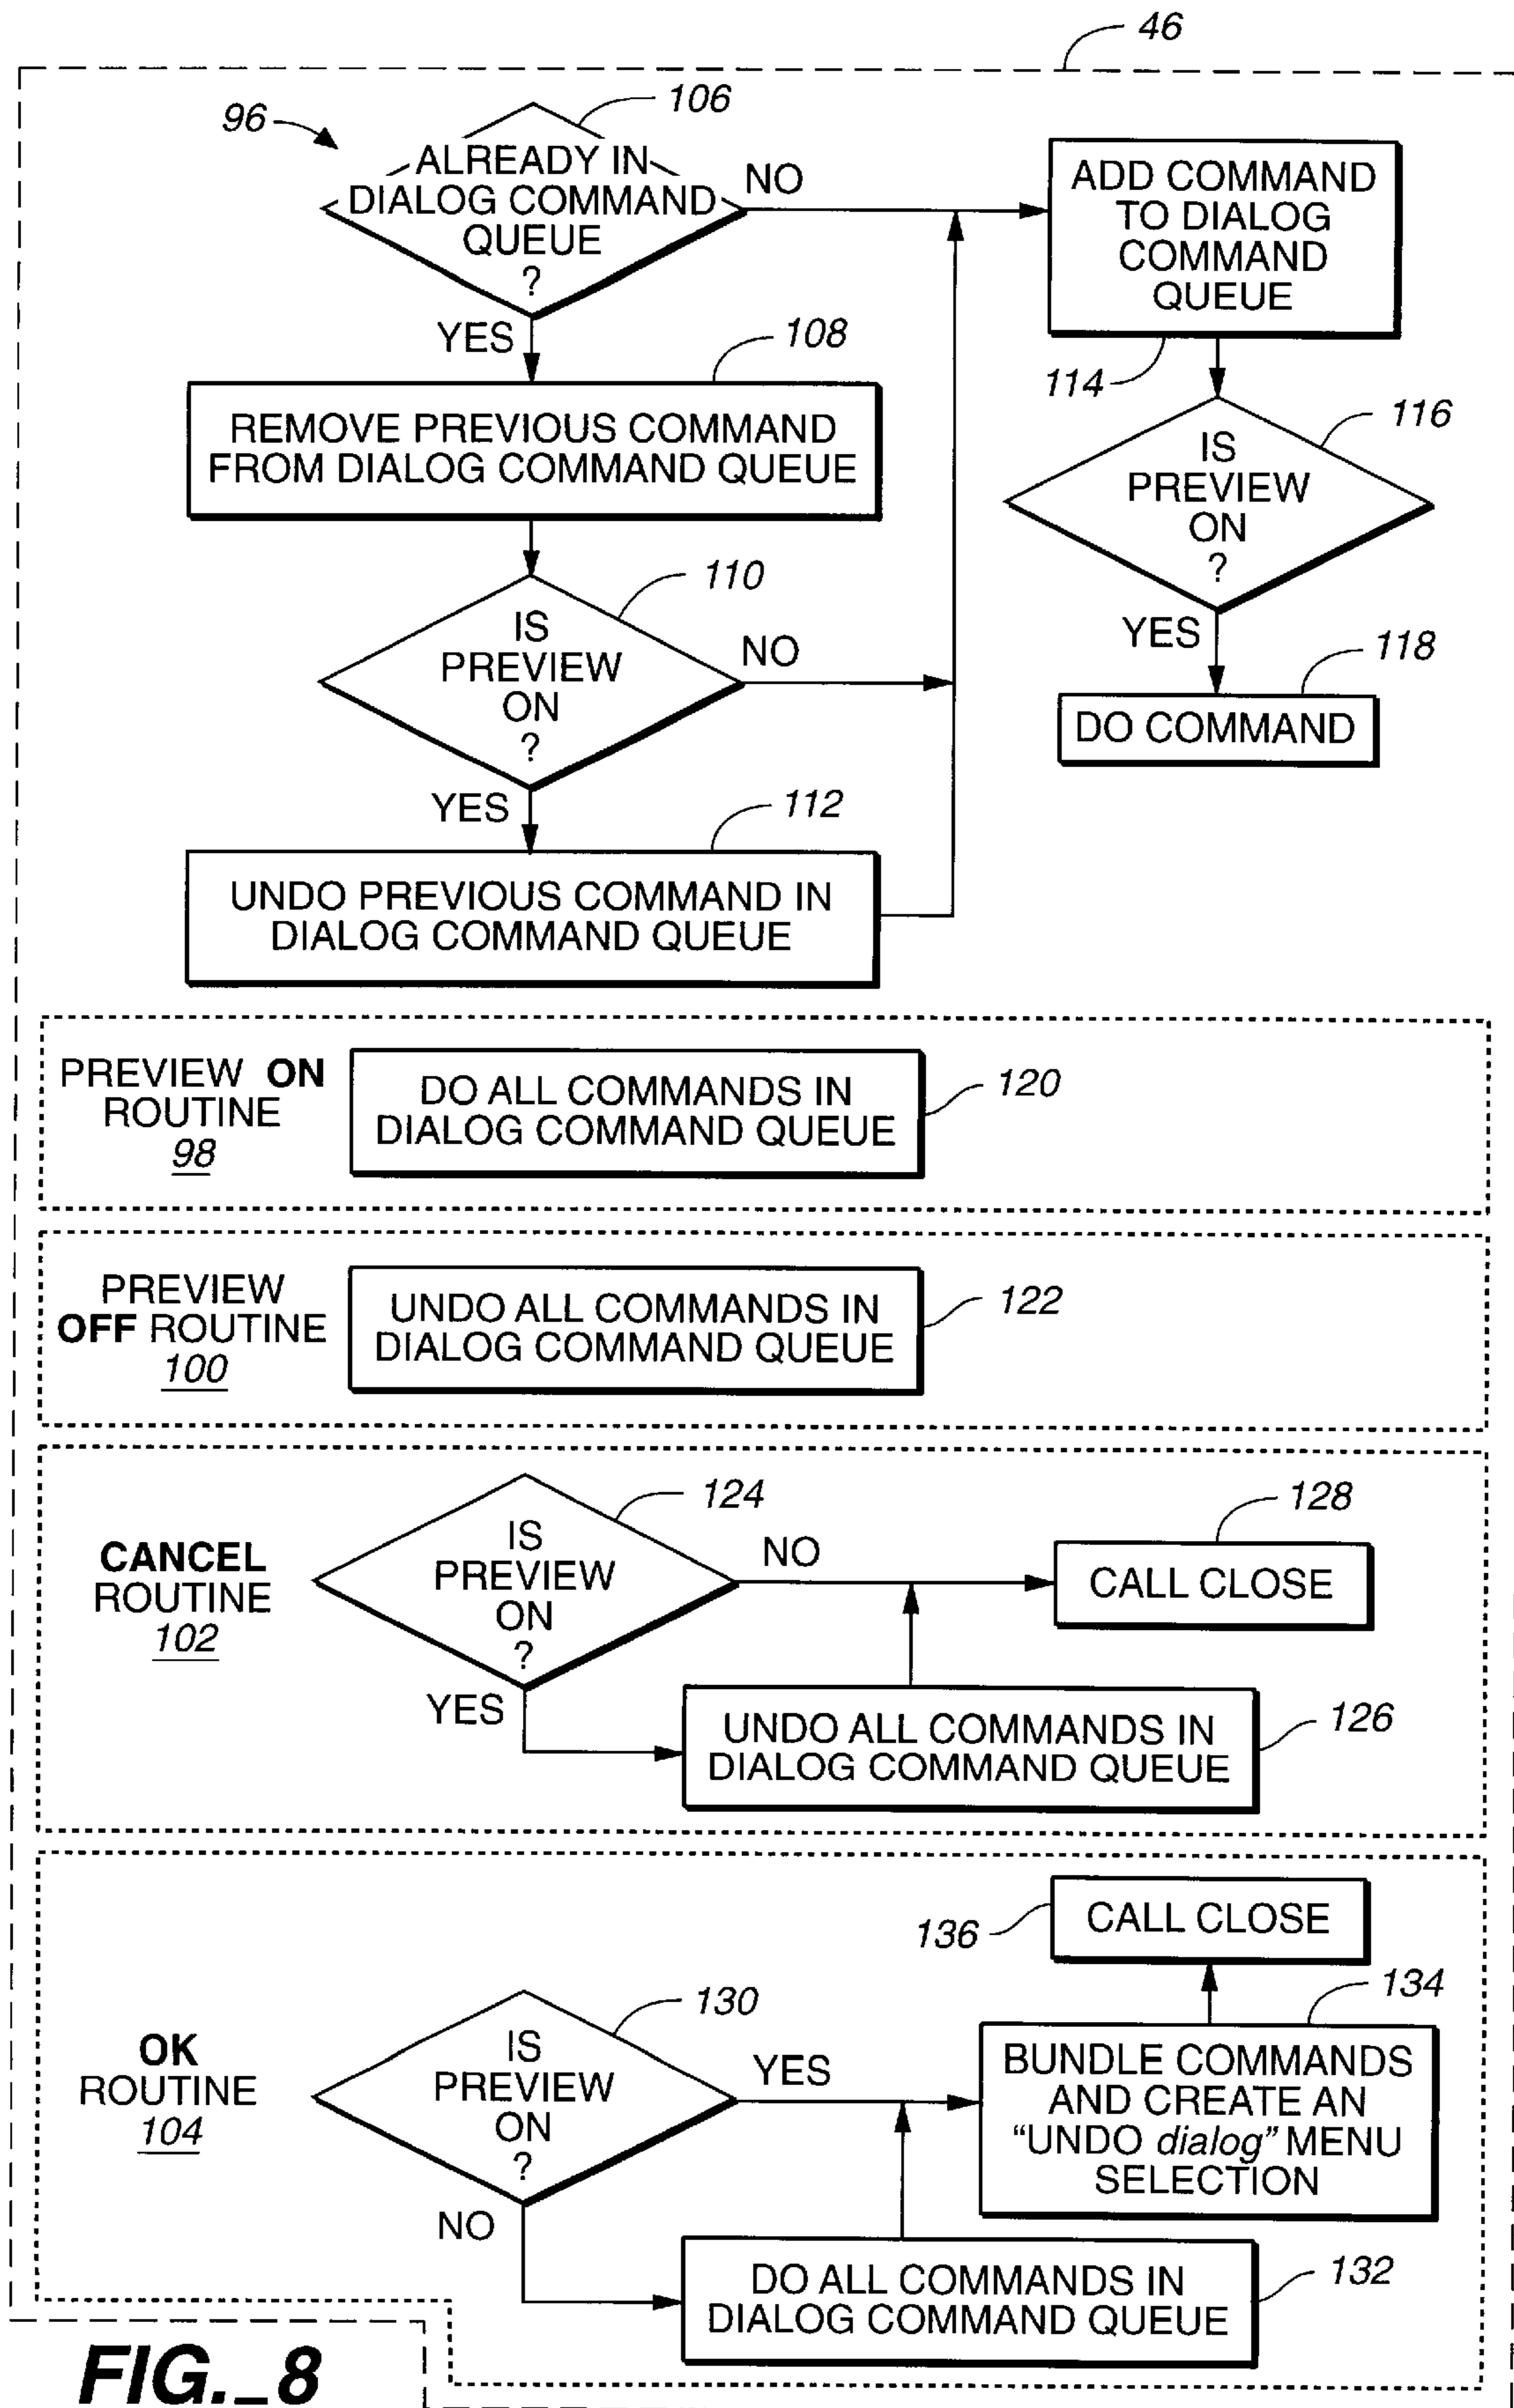 46
96
106
ALREADY IN
DIALOG COMMAND
QUEUE
?
NO
YES
ADD COMMAND
TO DIALOG
COMMAND
QUEUE
114
108
REMOVE PREVIOUS COMMAND
FROM DIALOG COMMAND QUEUE
116
IS
PREVIEW
ON
?
YES
110
IS
PREVIEW
ON
?
NO
YES
118
DO COMMAND
112
UNDO PREVIOUS COMMAND IN
DIALOG COMMAND QUEUE
PREVIEW ON
ROUTINE
98
DO ALL COMMANDS IN
DIALOG COMMAND QUEUE
120
PREVIEW
OFF ROUTINE
100
UNDO ALL COMMANDS IN
DIALOG COMMAND QUEUE
122
CANCEL
ROUTINE
102
124
IS
PREVIEW
ON
?
NO
YES
128
CALL CLOSE
UNDO ALL COMMANDS IN
DIALOG COMMAND QUEUE
126
OK
ROUTINE
104
130
IS
PREVIEW
ON
?
YES
NO
136
CALL CLOSE
134
BUNDLE COMMANDS
AND CREATE AN
“UNDO dialog” MENU
SELECTION
DO ALL COMMANDS IN
DIALOG COMMAND QUEUE
132
FIG._8